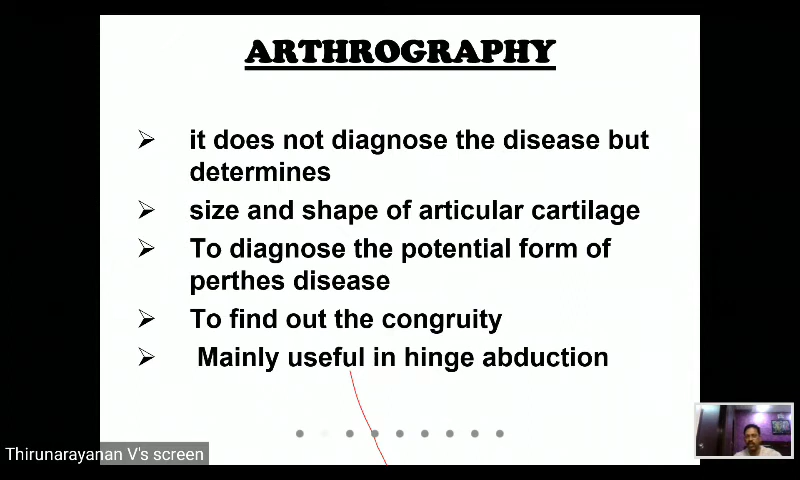 ARTHROGRAPHY
➢ it does not diagnose the disease but
determines
➢ size and shape of articular cartilage
➢ To diagnose the potential form of
perthes disease
➢ To find out the congruity
➢ Mainly useful in hinge abduction
Thirunarayanan V's screen